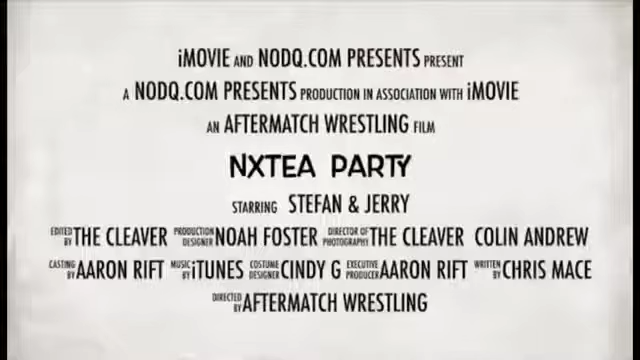 iMOVIE AND NODQ.COM PRESENTS PRESENT
A NODQ.COM PRESENTS PRODUCTION IN ASSOCIATION WITH iMOVIE
AN AFTERMATCH WRESTLING FILM
NXTEA PARTY
STARRING STEFAN & JERRY
EDITED BY THE CLEAVER PRODUCTION DESIGNER NOAH FOSTER DIRECTOR OF PHOTOGRAPHY THE CLEAVER COLIN ANDREW
CASTING BY AARON RIFT MUSIC BY iTUNES COSTUME DESIGNER CINDY G EXECUTIVE PRODUCER AARON RIFT WRITTEN BY CHRIS MACE
DIRECTED BY AFTERMATCH WRESTLING